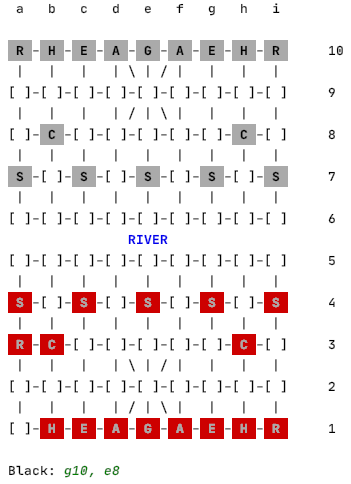 a b c d e f g h i
R-H-E-A-G-A-E-H-R 10
| | | | \ | / | | | |
[ ]-[ ]-[ ]-[ ]-[ ]-[ ]-[ ]-[ ]-[ ] 9
| | | | / | \ | | | |
[ ]-C-[ ]-[ ]-[ ]-[ ]-[ ]-C-[ ] 8
| | | | | | | | |
S-[ ]-S-[ ]-S-[ ]-S-[ ]-S 7
| | | | | | | | |
[ ]-[ ]-[ ]-[ ]-[ ]-[ ]-[ ]-[ ]-[ ] 6
RIVER
[ ]-[ ]-[ ]-[ ]-[ ]-[ ]-[ ]-[ ]-[ ] 5
| | | | | | | | |
S-[ ]-S-[ ]-S-[ ]-S-[ ]-S 4
| | | | | | | | |
R-C-[ ]-[ ]-[ ]-[ ]-[ ]-C-[ ] 3
| | | | \ | / | | | |
[ ]-[ ]-[ ]-[ ]-[ ]-[ ]-[ ]-[ ]-[ ] 2
| | | | / | \ | | | |
[ ]-H-E-A-G-A-E-H-R 1
Black: g10, e8